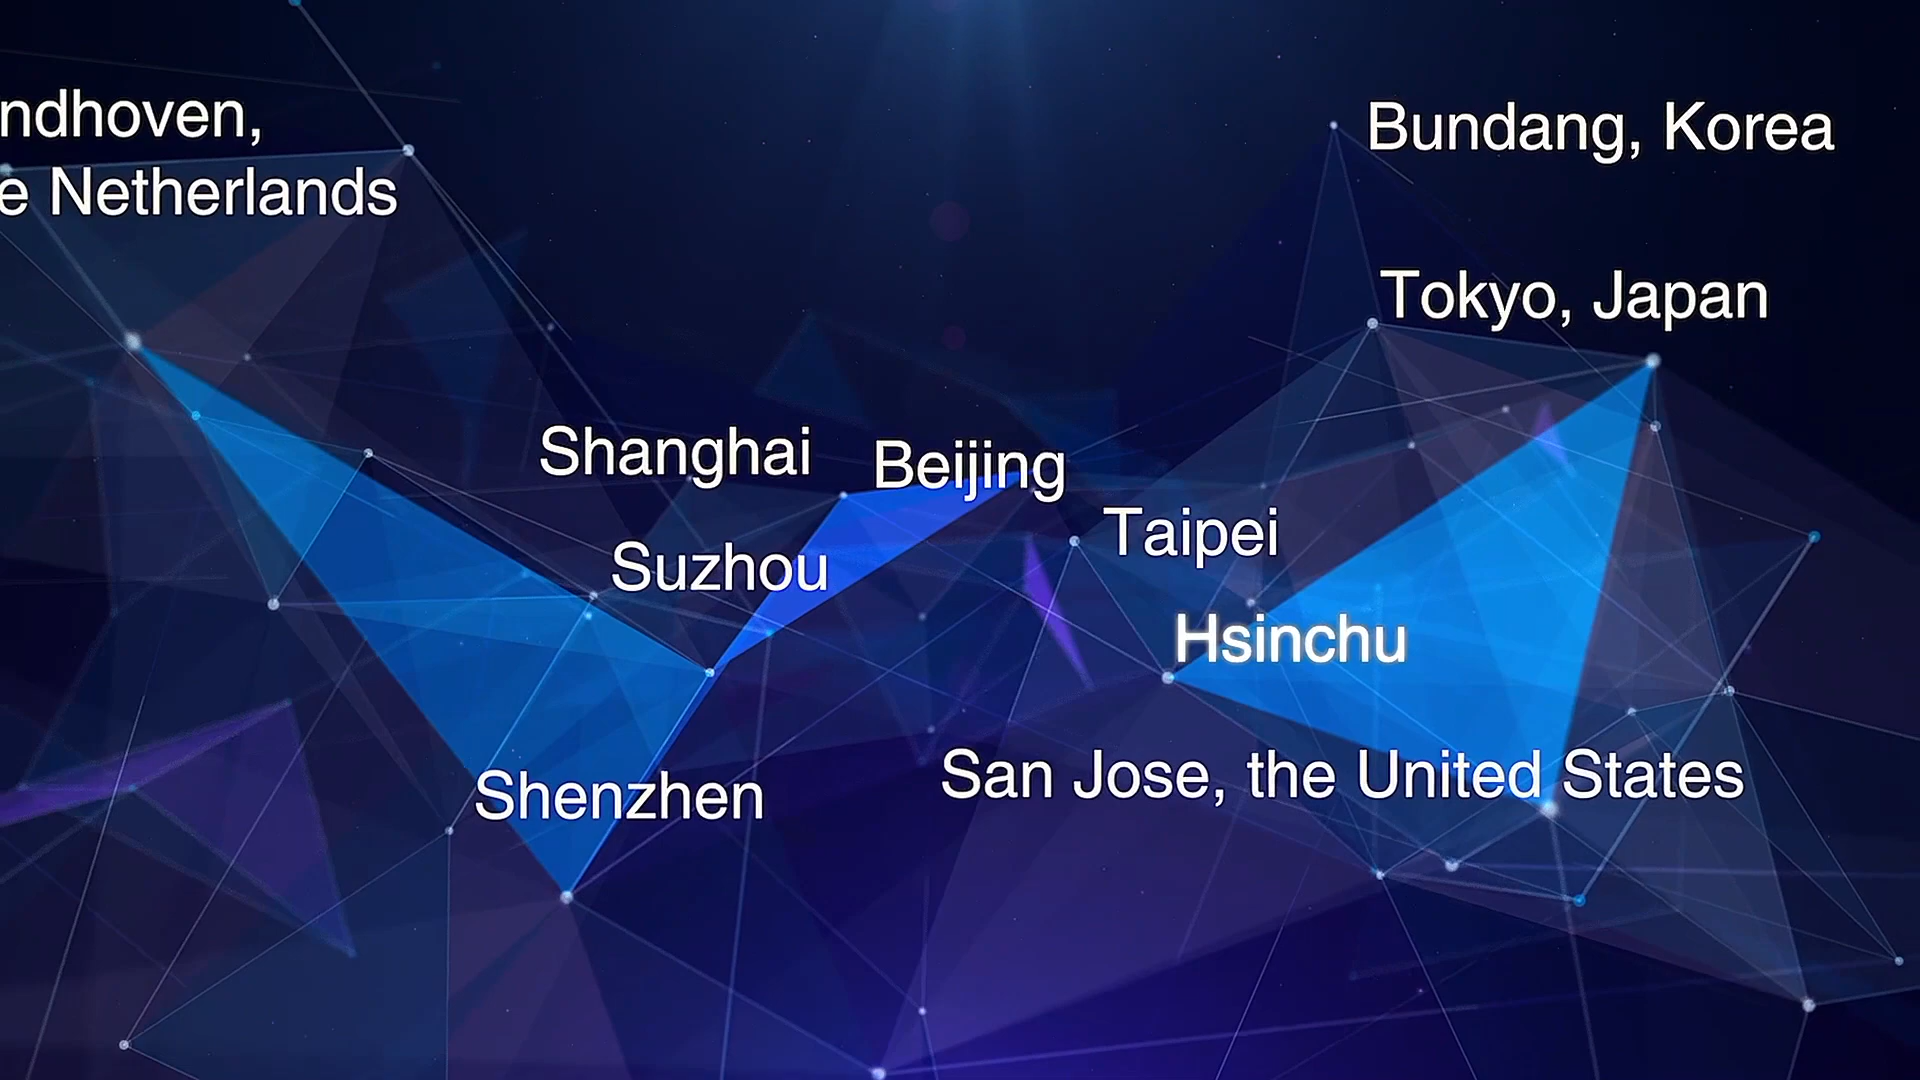 ndhoven,
e Netherlands
Bundang, Korea
Tokyo, Japan
Shanghai
Beijing
Taipei
Suzhou
Hsinchu
San Jose, the United States
Shenzhen